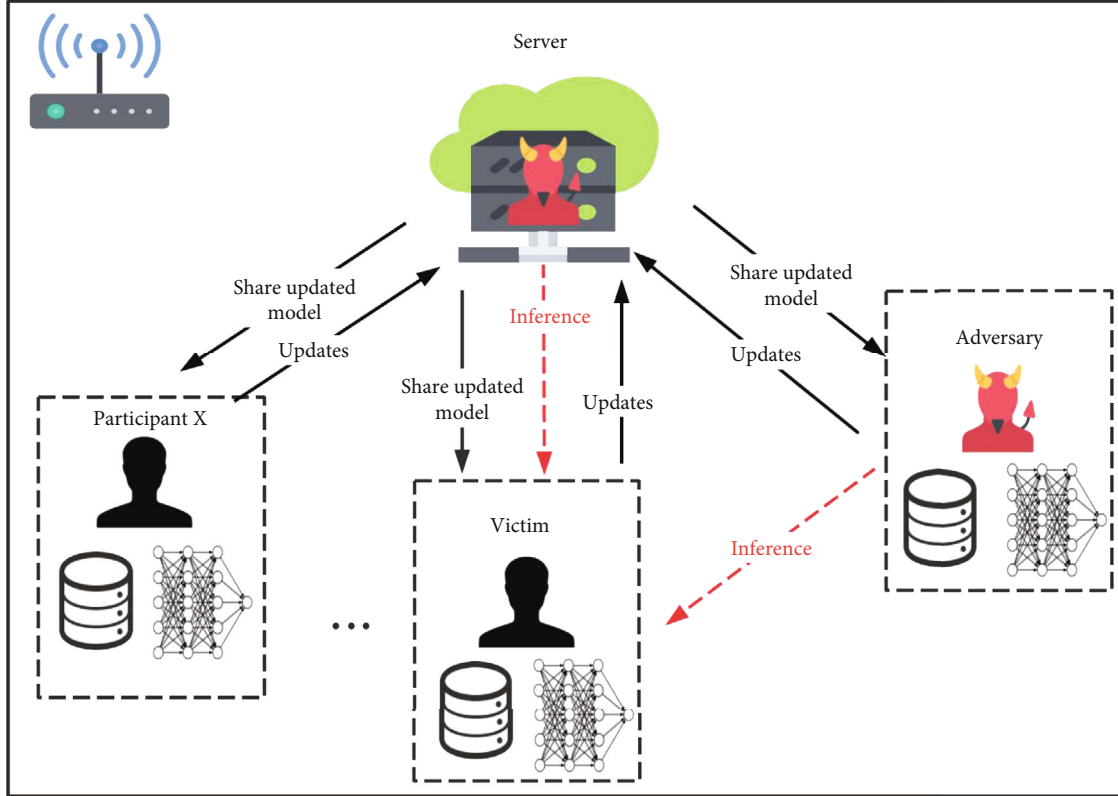 Server
Share updated
model
Updates
Share updated
model
Inference
Updates
Share updated
model
Updates
Participant X
Victim
Adversary
Inference
...